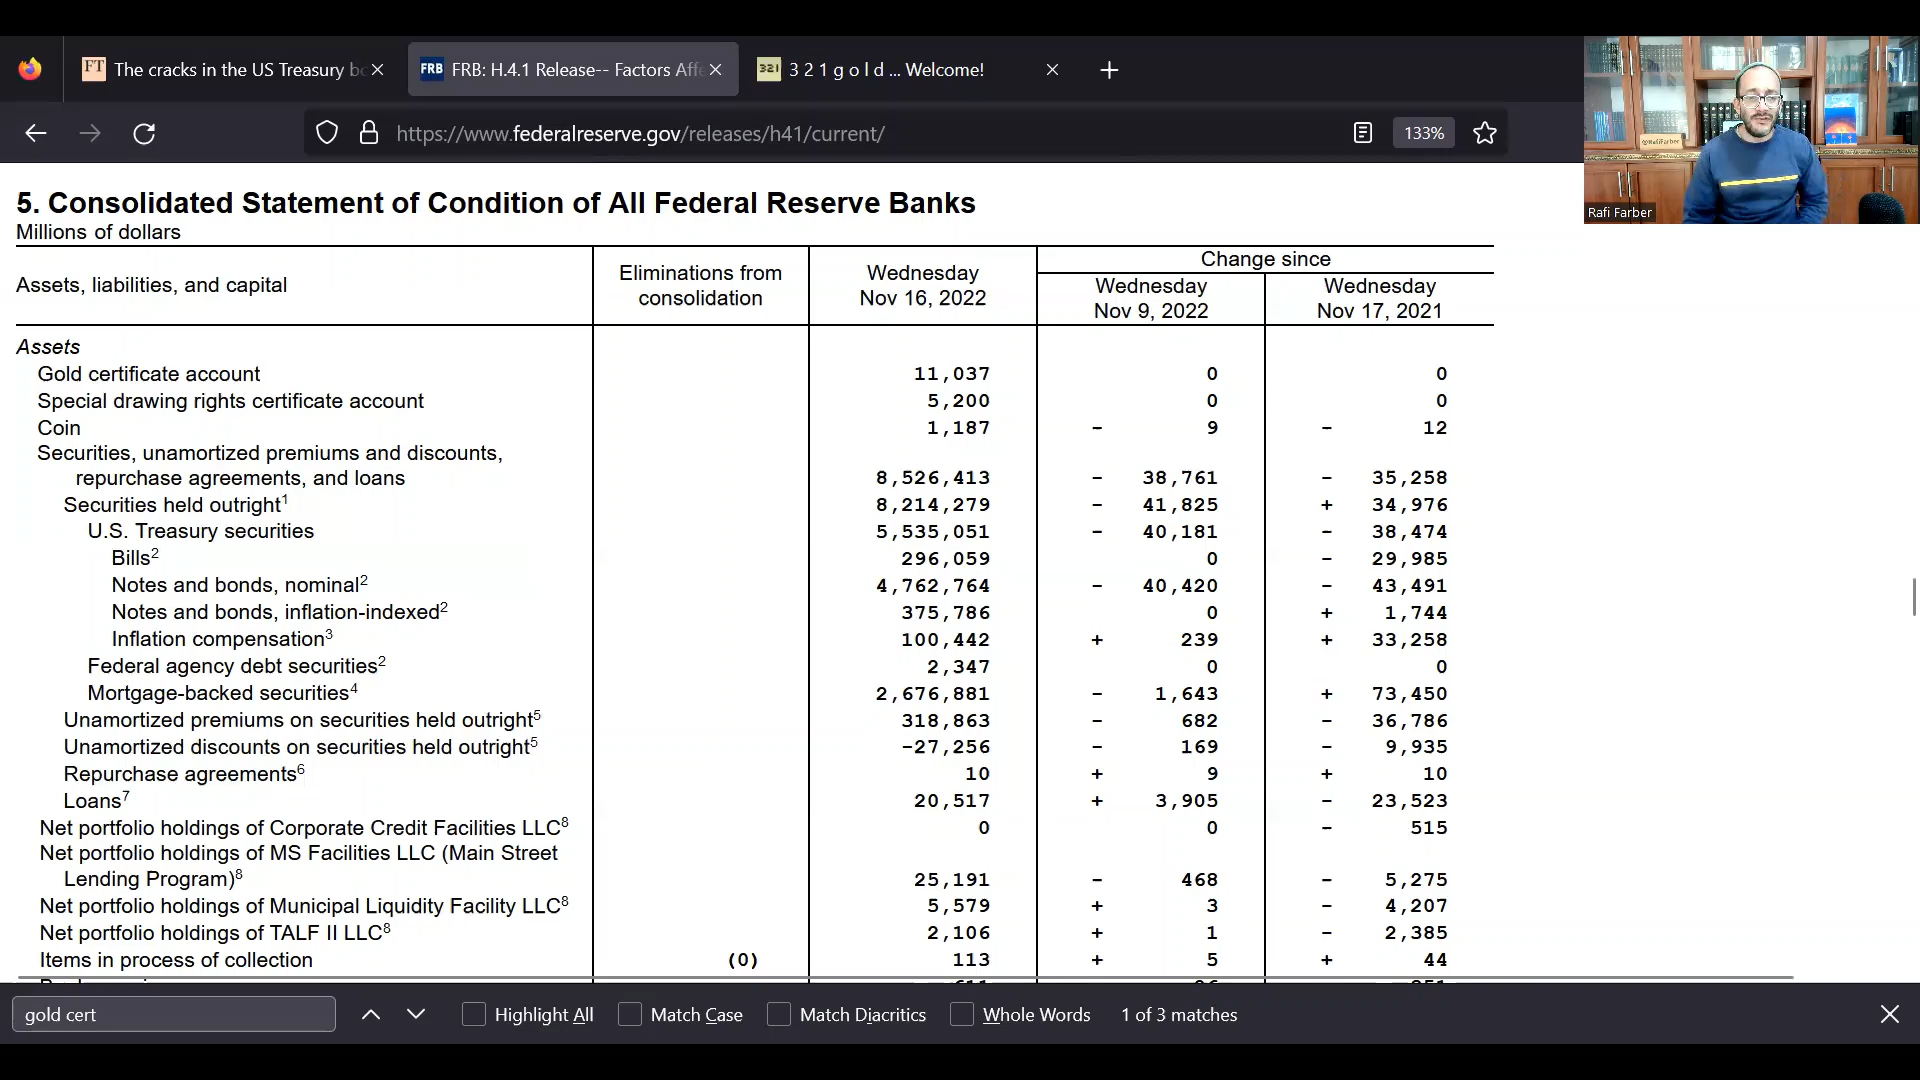 FT The cracks in the US Treasury bo
FRB FRB: H.4.1 Release-- Factors Affe
321 3 2 1 g o l d ... Welcome!
https://www.federalreserve.gov/releases/h41/current/
133%
@RafiFarber
Rafi Farber
5. Consolidated Statement of Condition of All Federal Reserve Banks
Millions of dollars
Assets, liabilities, and capital
Eliminations from
consolidation
Wednesday
Nov 16, 2022
Change since
Wednesday
Nov 9, 2022
Wednesday
Nov 17, 2021
Assets
Gold certificate account 11,037 0 0
Special drawing rights certificate account 5,200 0 0
Coin 1,187 - 9 - 12
Securities, unamortized premiums and discounts,
repurchase agreements, and loans 8,526,413 - 38,761 - 35,258
Securities held outright1 8,214,279 - 41,825 + 34,976
U.S. Treasury securities 5,535,051 - 40,181 - 38,474
Bills2 296,059 0 - 29,985
Notes and bonds, nominal2 4,762,764 - 40,420 - 43,491
Notes and bonds, inflation-indexed2 375,786 0 + 1,744
Inflation compensation3 100,442 + 239 + 33,258
Federal agency debt securities2 2,347 0 0
Mortgage-backed securities4 2,676,881 - 1,643 + 73,450
Unamortized premiums on securities held outright5 318,863 - 682 - 36,786
Unamortized discounts on securities held outright5 -27,256 - 169 - 9,935
Repurchase agreements6 10 + 9 + 10
Loans7 20,517 + 3,905 - 23,523
Net portfolio holdings of Corporate Credit Facilities LLC8 0 0 - 515
Net portfolio holdings of MS Facilities LLC (Main Street
Lending Program)8 25,191 - 468 - 5,275
Net portfolio holdings of Municipal Liquidity Facility LLC8 5,579 + 3 - 4,207
Net portfolio holdings of TALF II LLC8 2,106 + 1 - 2,385
Items in process of collection (0) 113 + 5 + 44
gold cert
Highlight All
Match Case
Match Diacritics
Whole Words
1 of 3 matches